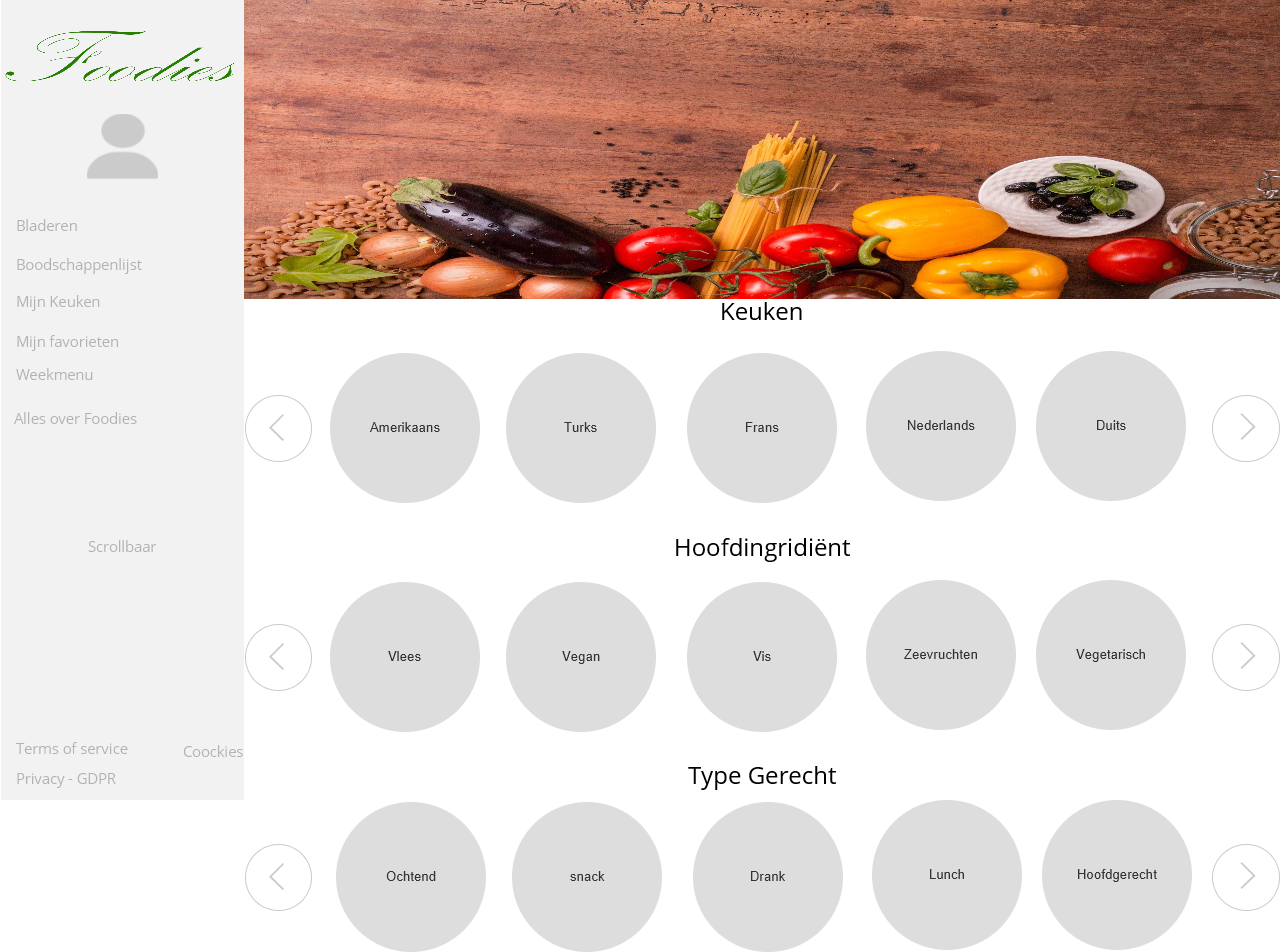 Foodies
Bladeren
Boodschappenlijst
Mijn Keuken
Mijn favorieten
Weekmenu
Alles over Foodies
Scrollbaar
Terms of service
Coockies
Privacy - GDPR
Keuken
Amerikaans
Turks
Frans
Nederlands
Duits
Hoofdingridiënt
Vlees
Vegan
Vis
Zeevruchten
Vegetarisch
Type Gerecht
Ochtend
snack
Drank
Lunch
Hoofdgerecht